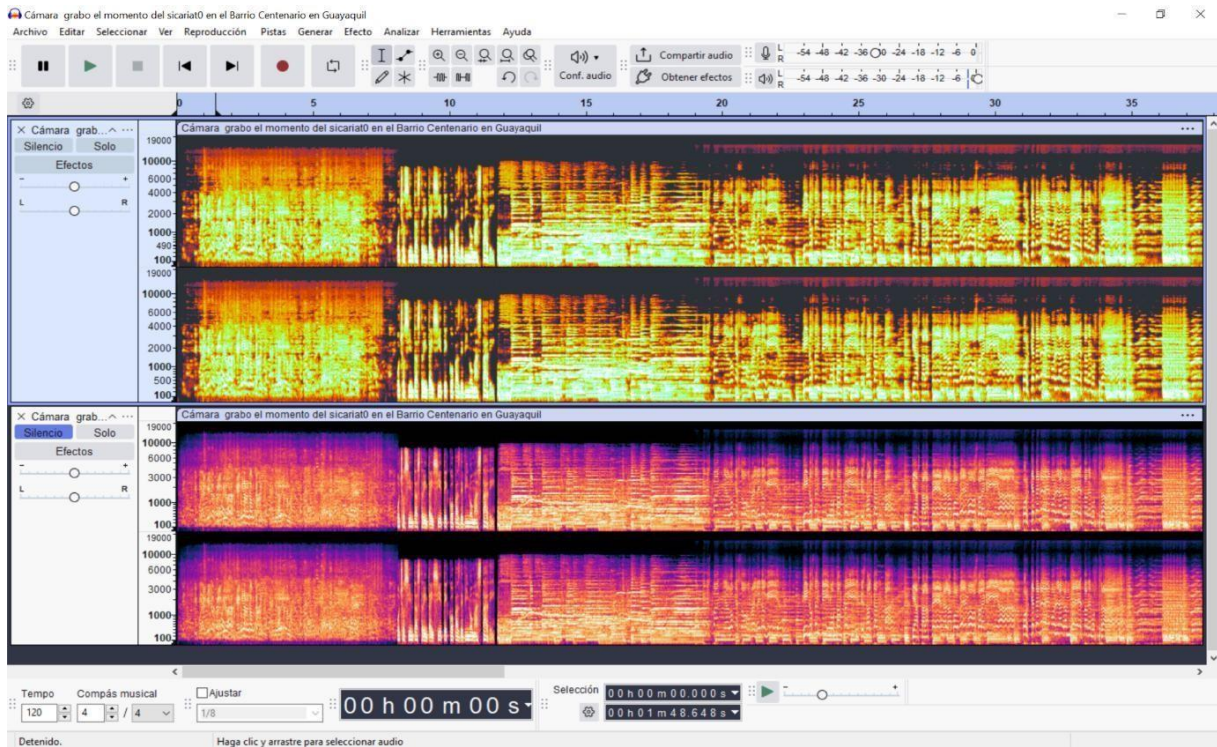 Cámara grabo el momento del sicariat0 en el Barrio Centenario en Guayaquil
Archivo Editar Seleccionar Ver Reproducción Pistas Generar Efecto Analizar Herramientas Ayuda
Conf. audio
Compartir audio
Obtener efectos
L
R
-54 -48 -42 -36 -30 -24 -18 -12 -6 0
L
R
-54 -48 -42 -36 -30 -24 -18 -12 -6
0 5 10 15 20 25 30 35
Cámara grab...
Silencio Solo
Efectos
- +
L R
Cámara grabo el momento del sicariat0 en el Barrio Centenario en Guayaquil
19000
10000
6000
4000
2000
1000
490
100
19000
10000
6000
4000
2000
1000
500
100
Cámara grab...
Silencio Solo
Efectos
- +
L R
Cámara grabo el momento del sicariat0 en el Barrio Centenario en Guayaquil
19000
10000
6000
3000
1000
100
19000
10000
6000
3000
1000
100
Tempo
120
Compás musical
4 / 4
Ajustar
1/8
00 h 00 m 00 s
Selección
00 h 00 m 00.000 s
00 h 01 m 48.648 s
- +
Detenido.
Haga clic y arrastre para seleccionar audio